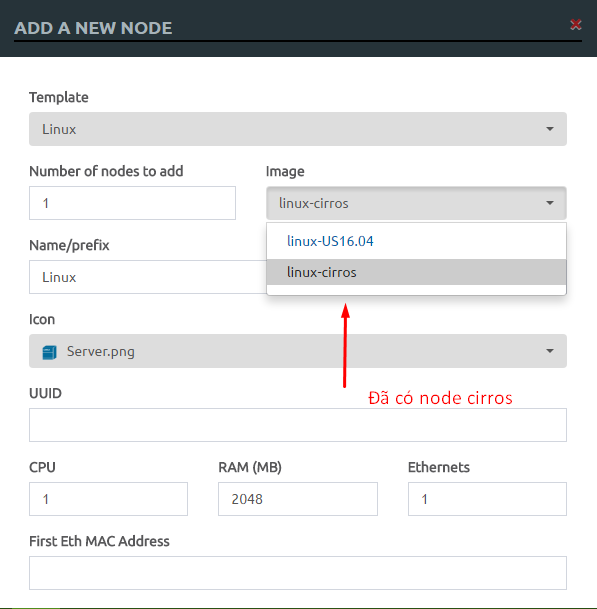 ADD A NEW NODE
Template
Linux
Number of nodes to add
Image
1
linux-cirros
linux-US16.04
Name/prefix
linux-cirros
Linux
Icon
Server.png
Đã có node cirros
UUID
CPU
RAM (MB)
Ethernets
1
2048
1
First Eth MAC Address